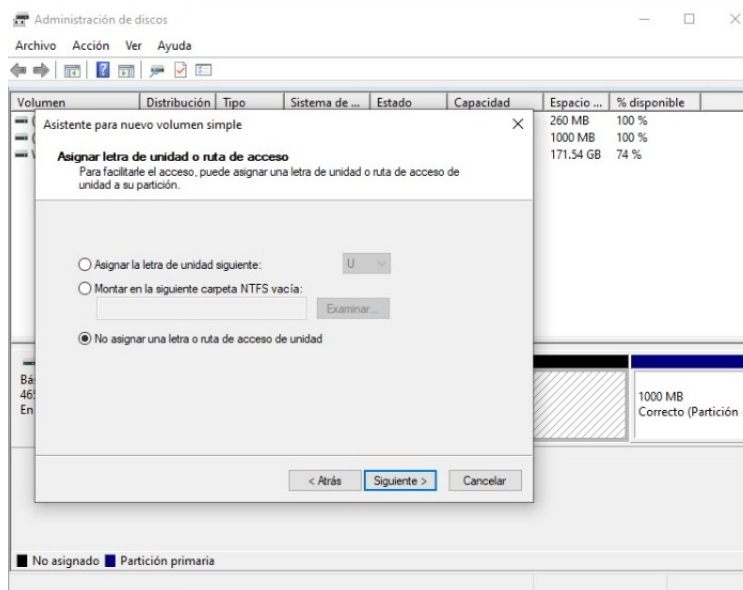 Administración de discos
Archivo Acción Ver Ayuda
Volumen Distribución Tipo Sistema de ... Estado Capacidad Espacio ... % disponible
260 MB 100 %
1000 MB 100 %
171.54 GB 74 %
Asistente para nuevo volumen simple
Asignar letra de unidad o ruta de acceso
Para facilitarle el acceso, puede asignar una letra de unidad o ruta de acceso de
unidad a su partición.
Asignar la letra de unidad siguiente: U
Montar en la siguiente carpeta NTFS vacía:
Examinar...
No asignar una letra o ruta de acceso de unidad
< Atrás Siguiente > Cancelar
Bá
En
1000 MB
Correcto (Partición
No asignado Partición primaria